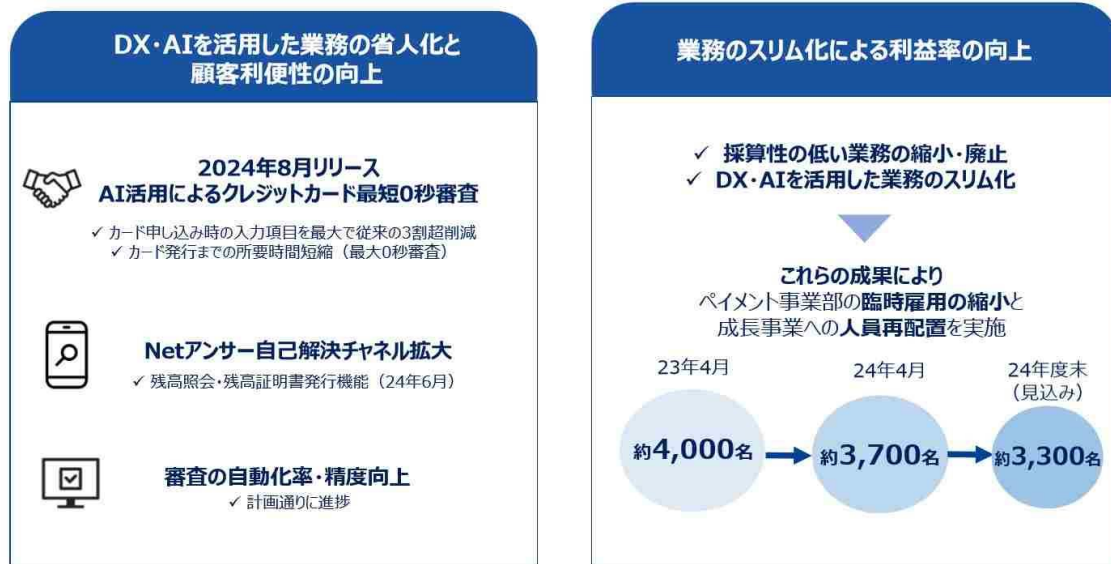 DX・AIを活用した業務の省人化と
顧客利便性の向上
2024年8月リリース
AI活用によるクレジットカード最短0秒審査
✓ カード申し込み時の入力項目を最大で従来の3割超削減
✓ カード発行までの所要時間短縮（最大0秒審査）
Netアンサー自己解決チャネル拡大
✓ 残高照会・残高証明書発行機能（24年6月）
審査の自動化率・精度向上
✓ 計画通りに進捗
業務のスリム化による利益率の向上
✓ 採算性の低い業務の縮小・廃止
✓ DX・AIを活用した業務のスリム化
これらの成果により
ペイメント事業部の臨時雇用の縮小と
成長事業への人員再配置を実施
23年4月
24年4月
24年度末
（見込み）
約4,000名
約3,700名
約3,300名